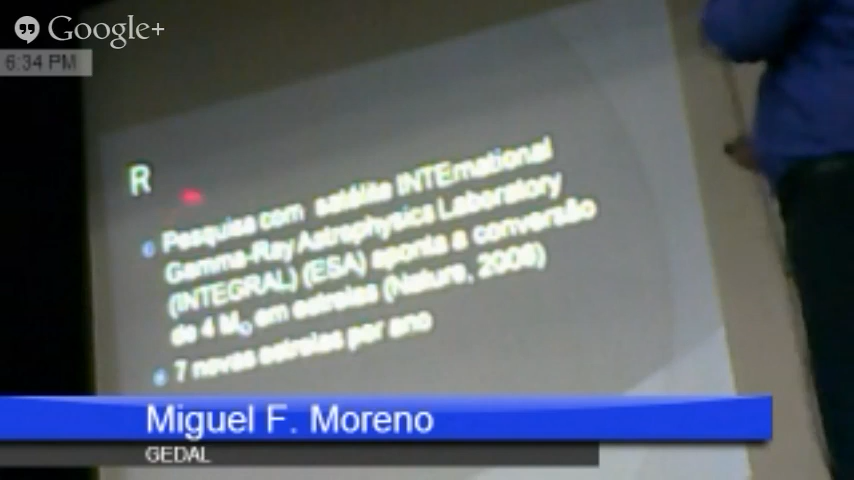 Google+
6:34 PM
R
Pesquisa com satélite INTErnational
Gamma-Ray Astrophysics Laboratory
(INTEGRAL) (ESA) aponta a conversão
de 4 M☉ em estrelas (Nature, 2006)
7 novas estrelas por ano
Miguel F. Moreno
GEDAL